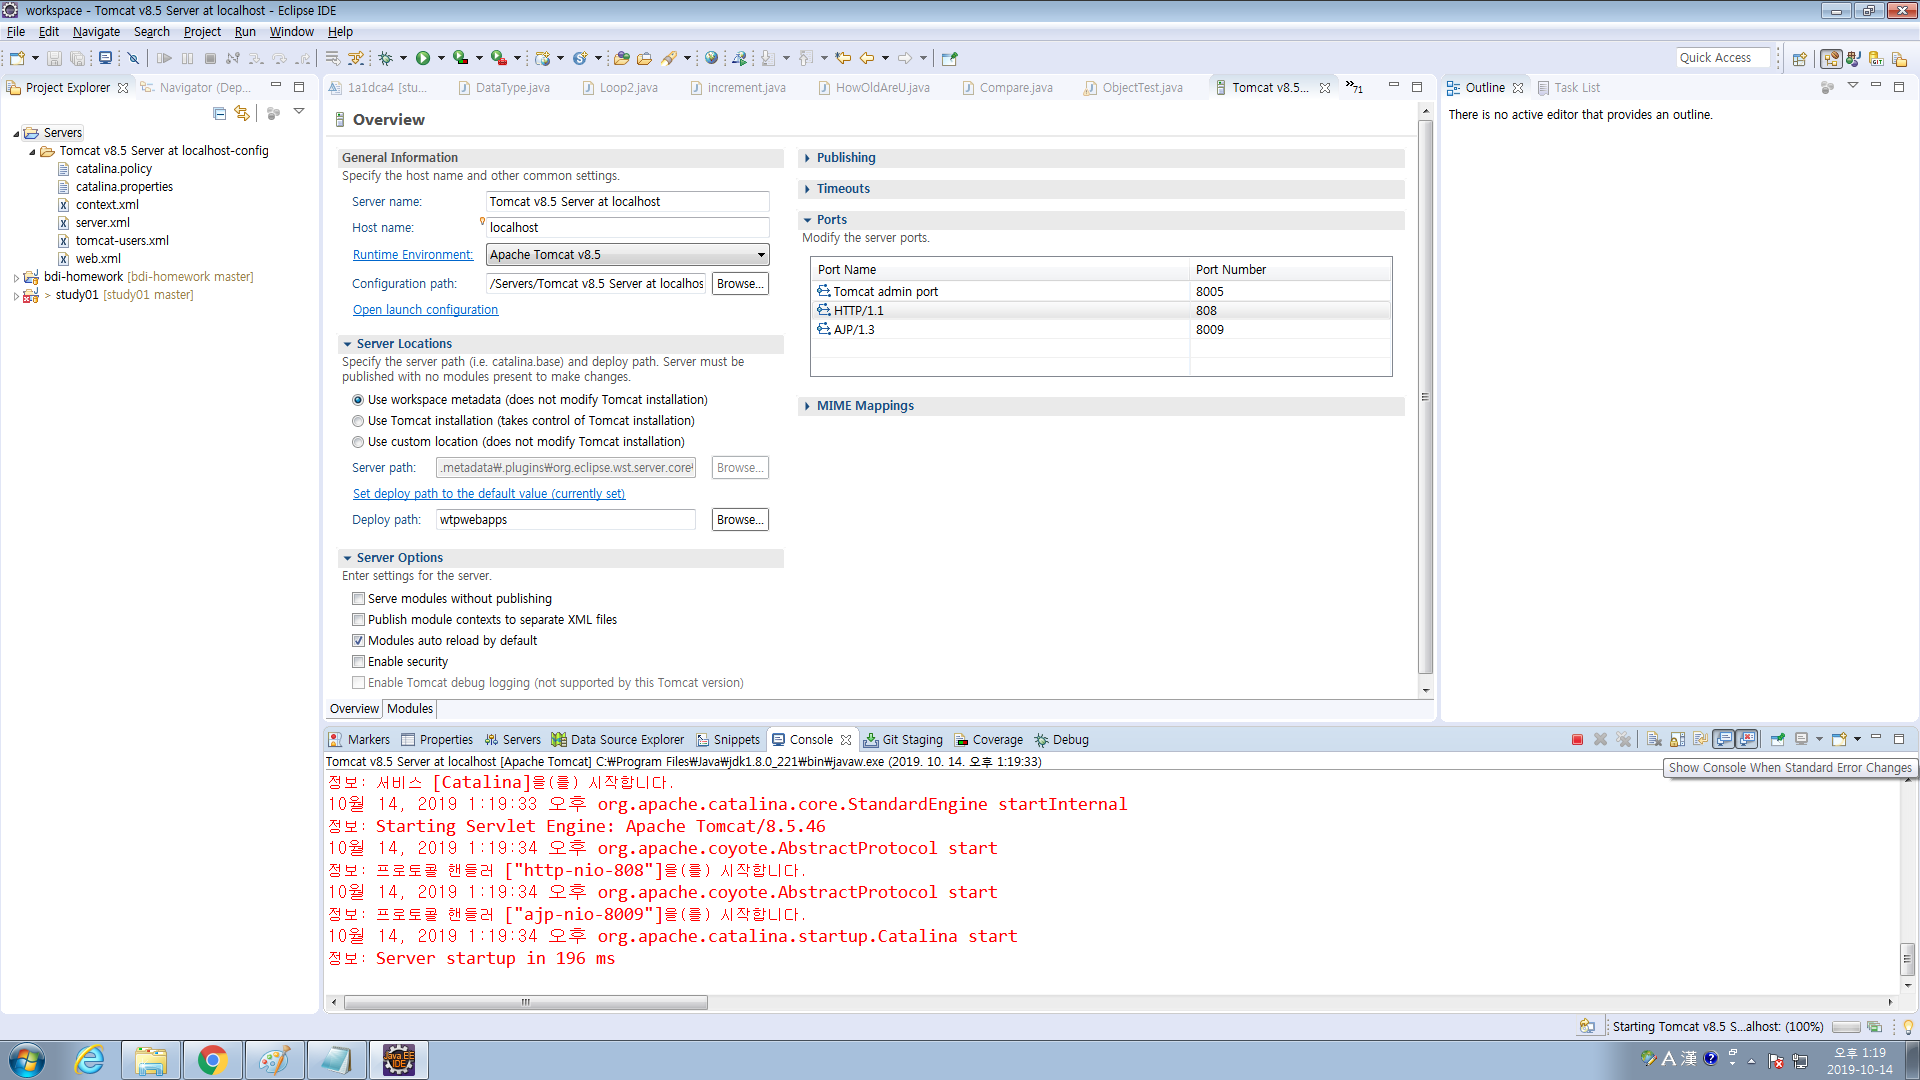 workspace - Tomcat v8.5 Server at localhost - Eclipse IDE
File Edit Navigate Search Project Run Window Help
Quick Access
Project Explorer
Navigator (Dep...
1a1dca4 [stu...
DataType.java
Loop2.java
increment.java
HowOldAreU.java
Compare.java
ObjectTest.java
Tomcat v8.5...
»71
Outline
Task List
There is no active editor that provides an outline.
Servers
Tomcat v8.5 Server at localhost-config
catalina.policy
catalina.properties
context.xml
server.xml
tomcat-users.xml
web.xml
bdi-homework [bdi-homework master]
> study01 [study01 master]
Overview
General Information
Specify the host name and other common settings.
Server name: Tomcat v8.5 Server at localhost
Host name: localhost
Runtime Environment: Apache Tomcat v8.5
Configuration path: /Servers/Tomcat v8.5 Server at localhos Browse...
Open launch configuration
Server Locations
Specify the server path (i.e. catalina.base) and deploy path. Server must be
published with no modules present to make changes.
Use workspace metadata (does not modify Tomcat installation)
Use Tomcat installation (takes control of Tomcat installation)
Use custom location (does not modify Tomcat installation)
Server path: .metadata₩.plugins₩org.eclipse.wst.server.core Browse...
Set deploy path to the default value (currently set)
Deploy path: wtpwebapps Browse...
Server Options
Enter settings for the server.
Serve modules without publishing
Publish module contexts to separate XML files
Modules auto reload by default
Enable security
Enable Tomcat debug logging (not supported by this Tomcat version)
Overview Modules
Publishing
Timeouts
Ports
Modify the server ports.
Port Name Port Number
Tomcat admin port 8005
HTTP/1.1 808
AJP/1.3 8009
MIME Mappings
Markers Properties Servers Data Source Explorer Snippets Console Git Staging Coverage Debug
Tomcat v8.5 Server at localhost [Apache Tomcat] C:₩Program Files₩Java₩jdk1.8.0_221₩bin₩javaw.exe (2019. 10. 14. 오후 1:19:33)
Show Console When Standard Error Changes
정보: 서비스 [Catalina]을(를) 시작합니다.
10월 14, 2019 1:19:33 오후 org.apache.catalina.core.StandardEngine startInternal
정보: Starting Servlet Engine: Apache Tomcat/8.5.46
10월 14, 2019 1:19:34 오후 org.apache.coyote.AbstractProtocol start
정보: 프로토콜 핸들러 ["http-nio-808"]을(를) 시작합니다.
10월 14, 2019 1:19:34 오후 org.apache.coyote.AbstractProtocol start
정보: 프로토콜 핸들러 ["ajp-nio-8009"]을(를) 시작합니다.
10월 14, 2019 1:19:34 오후 org.apache.catalina.startup.Catalina start
정보: Server startup in 196 ms
Starting Tomcat v8.5 S...alhost: (100%)
Java EE
IDE
A 漢
오후 1:19
2019-10-14